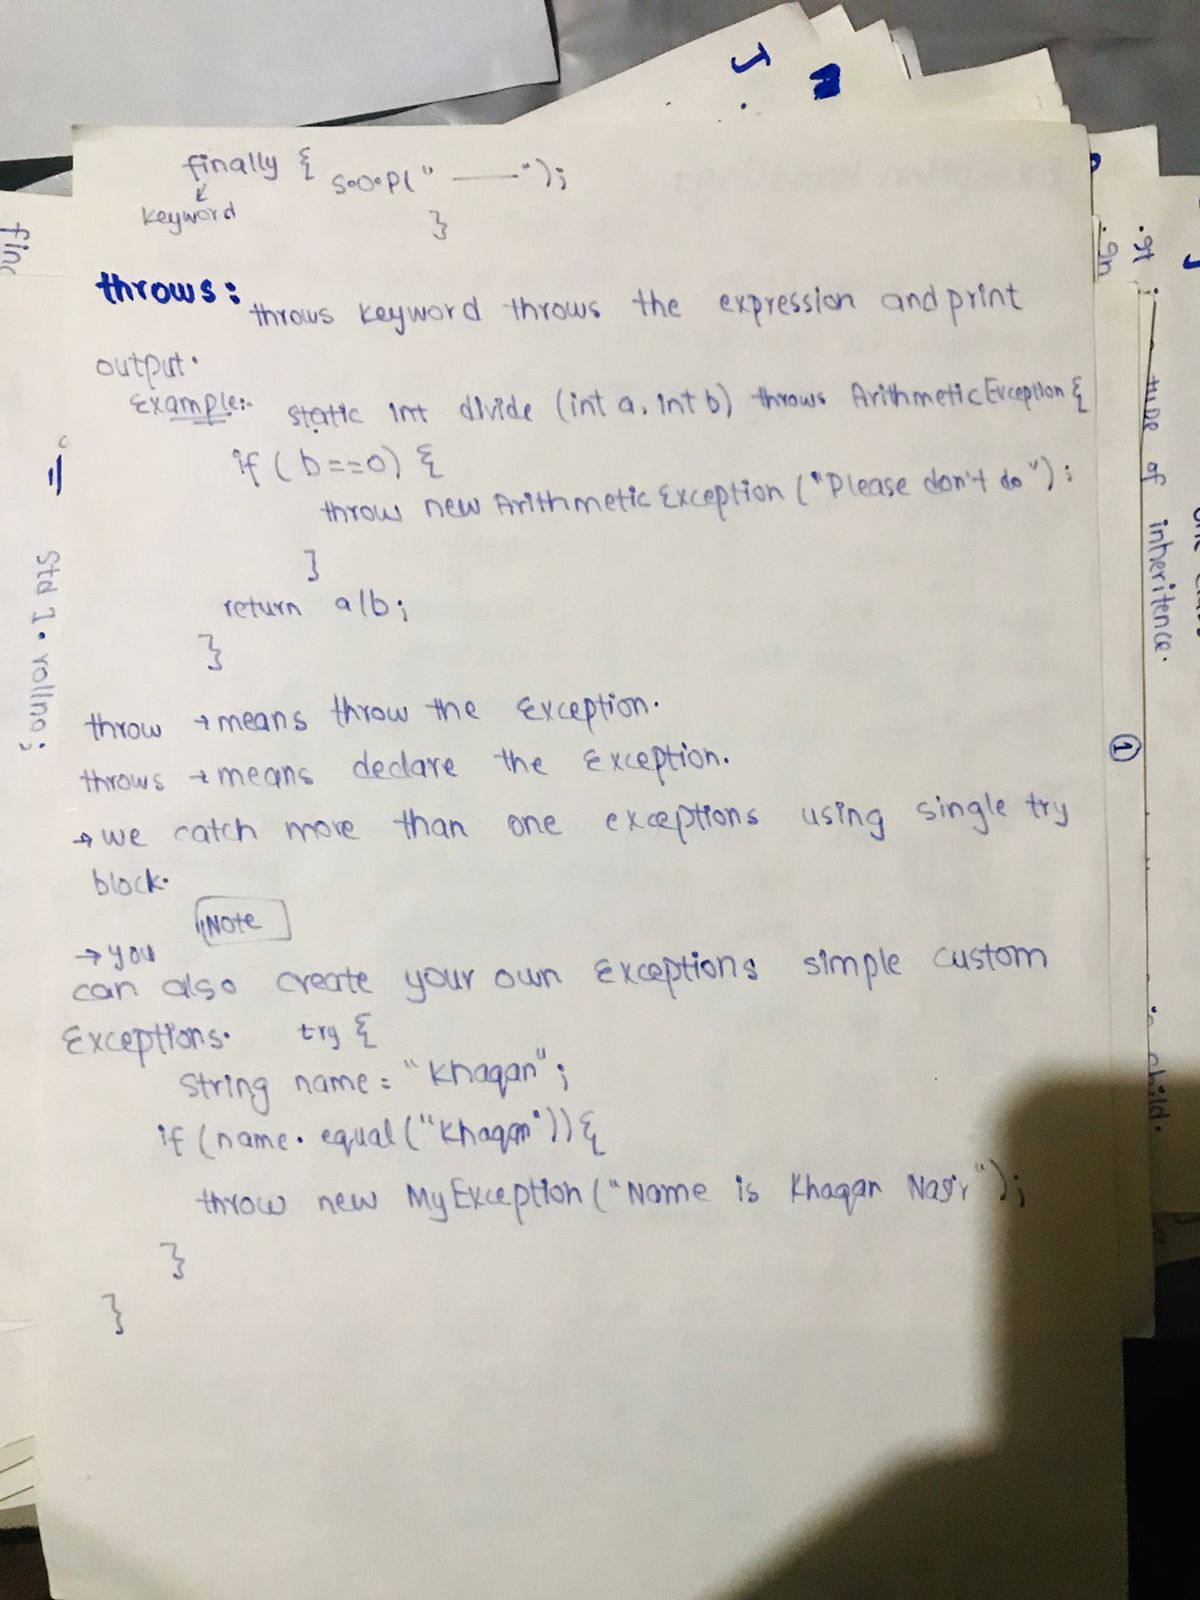 finally { S.O.P(" —— ");
keyword
}
throws: throws keyword throws the expression and print
output.
Example:- static int divide (int a, int b) throws ArithmeticException {
if ( b==0) {
throw new ArithmeticException ("Please don't do");
}
return a/b;
}
throw → means throw the Exception.
throws → means declare the Exception.
→ we catch more than one exceptions using single try
block.
Note
→ you
can also create your own Exceptions simple custom
Exceptions. try {
String name = "Khaqan";
if (name. equal ("Khaqan")) {
throw new MyException ("Name is Khaqan Nasir");
}
}
Std 1. rollno;
type of inheritence.
1
child.